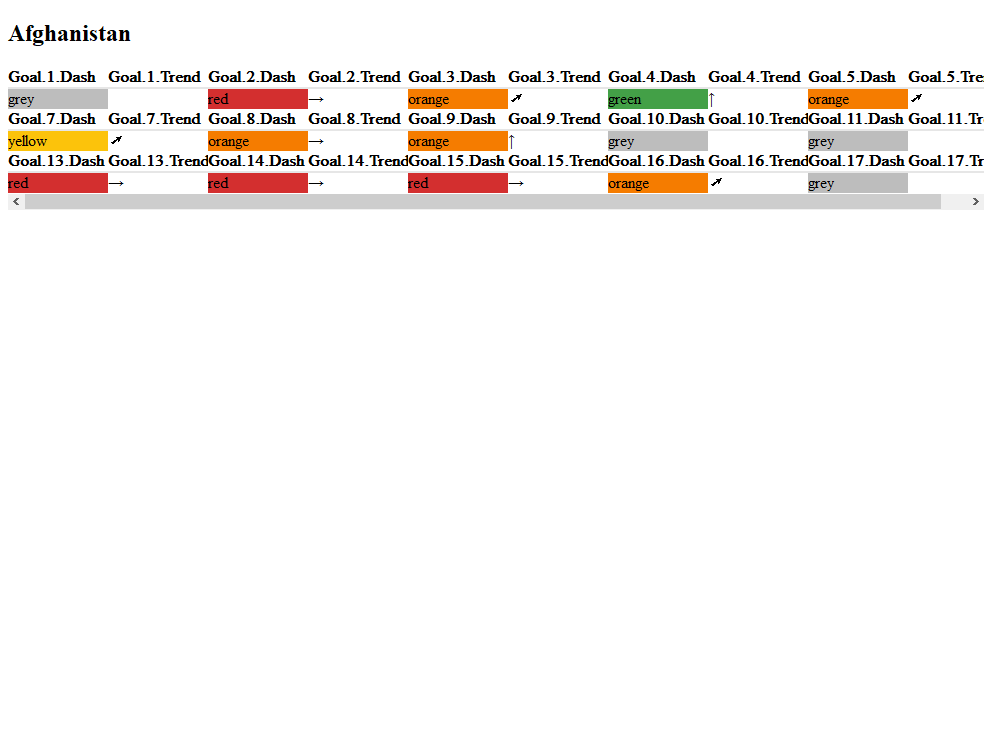 Afghanistan
Goal.1.Dash Goal.1.Trend Goal.2.Dash Goal.2.Trend Goal.3.Dash Goal.3.Trend Goal.4.Dash Goal.4.Trend Goal.5.Dash Goal.5.Tre
grey red → orange ➚ green ↑ orange ➚
Goal.7.Dash Goal.7.Trend Goal.8.Dash Goal.8.Trend Goal.9.Dash Goal.9.Trend Goal.10.Dash Goal.10.Trend Goal.11.Dash Goal.11.Tr
yellow ➚ orange → orange ↑ grey grey
Goal.13.Dash Goal.13.Trend Goal.14.Dash Goal.14.Trend Goal.15.Dash Goal.15.Trend Goal.16.Dash Goal.16.Trend Goal.17.Dash Goal.17.Tr
red → red → red → orange ➚ grey